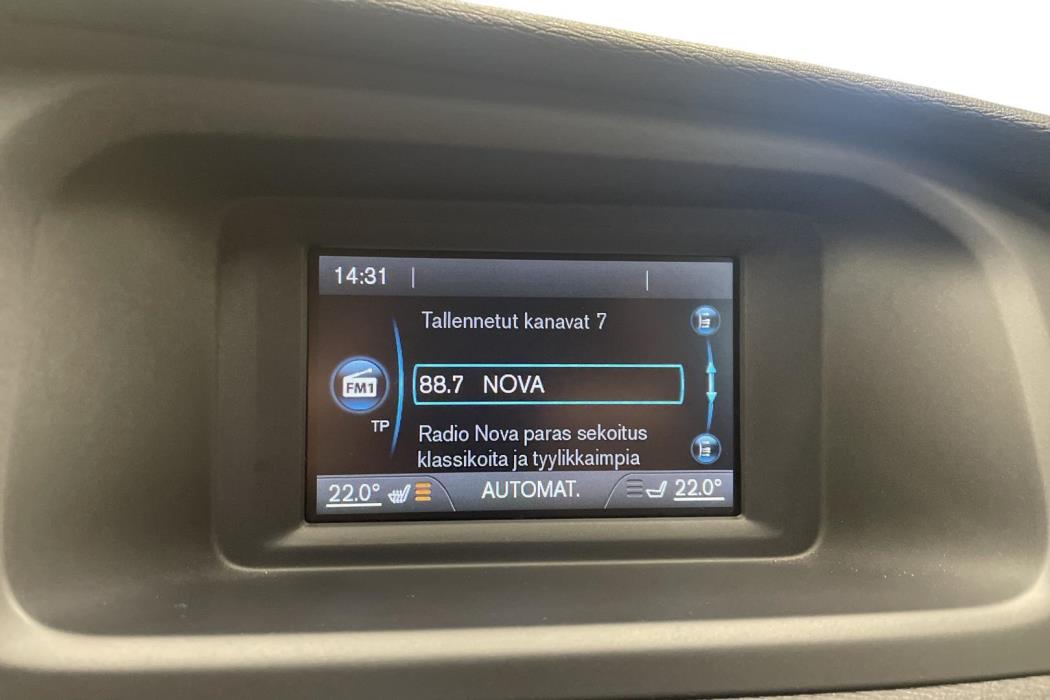 14:31
Tallennetut kanavat 7
FM1
88.7 NOVA
TP
Radio Nova paras sekoitus
klassikoita ja tyylikkaimpia
22.0° AUTOMAT. 22.0°